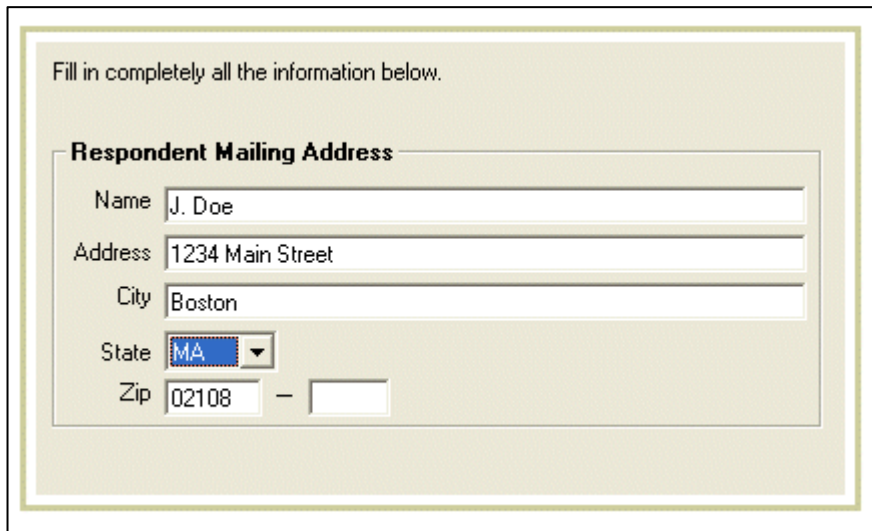 Fill in completely all the information below.
Respondent Mailing Address
Name J. Doe
Address 1234 Main Street
City Boston
State MA
Zip 02108 –